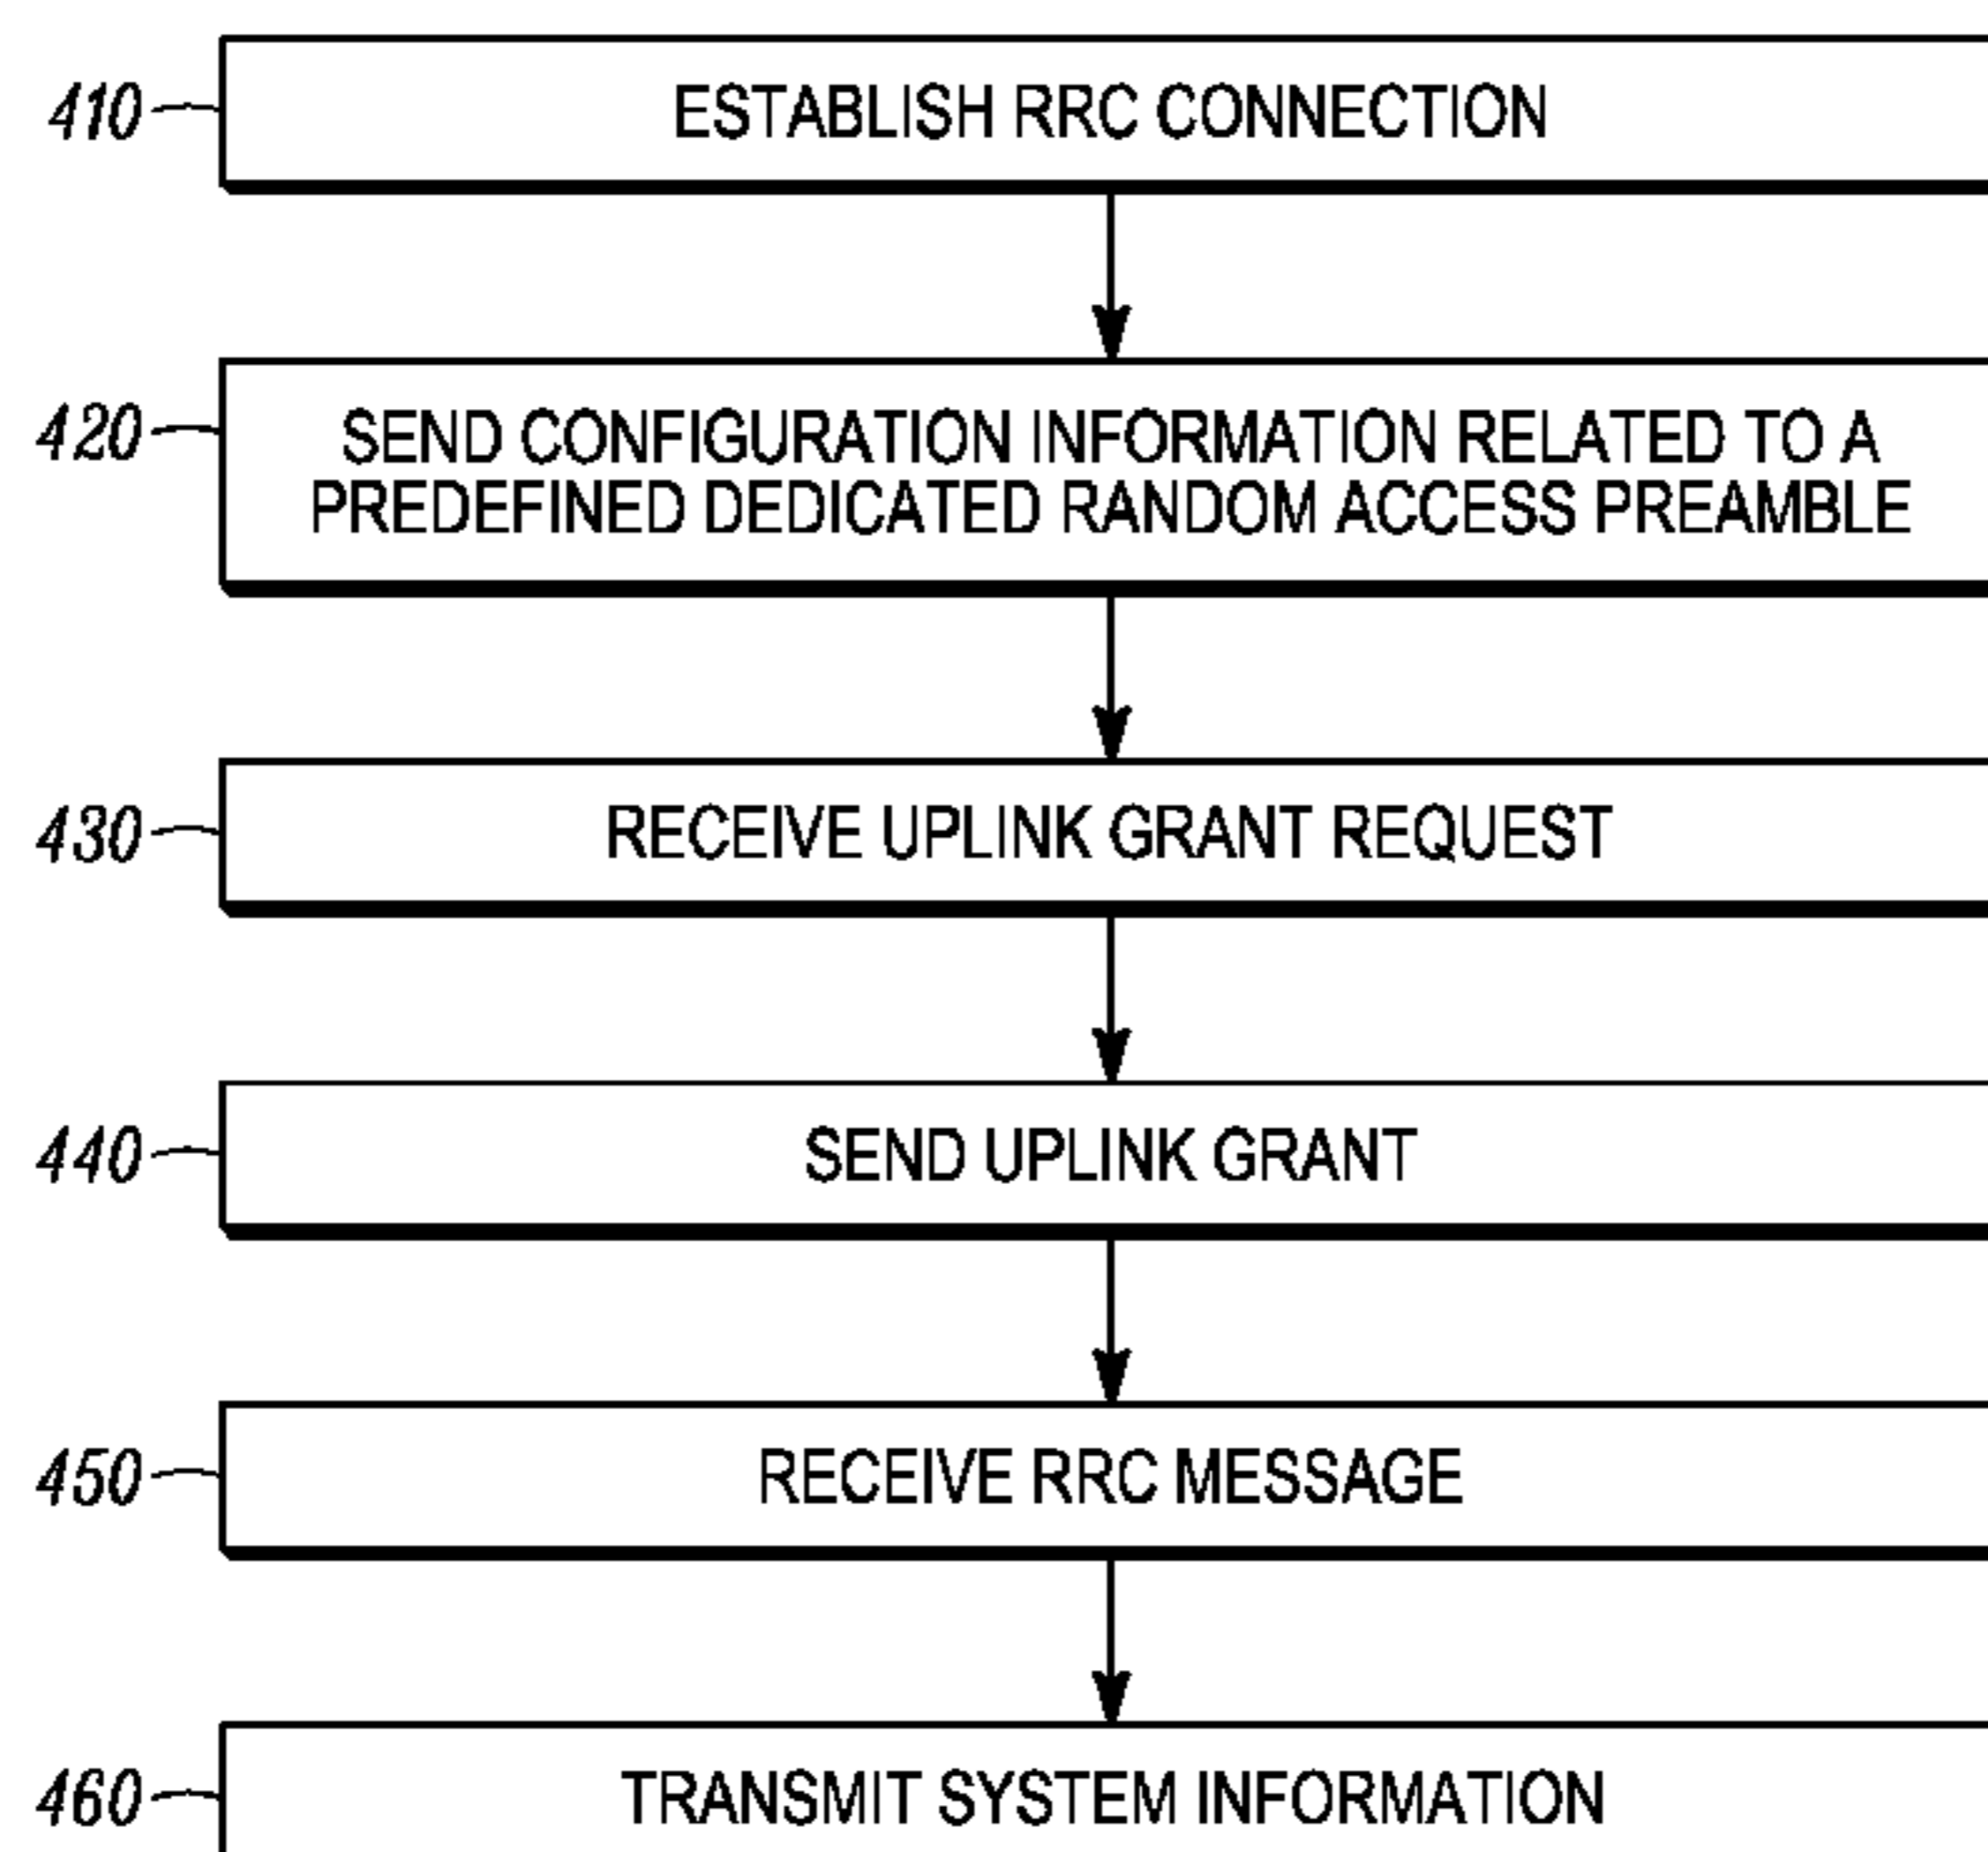 410 ESTABLISH RRC CONNECTION
420 SEND CONFIGURATION INFORMATION RELATED TO A
PREDEFINED DEDICATED RANDOM ACCESS PREAMBLE
430 RECEIVE UPLINK GRANT REQUEST
440 SEND UPLINK GRANT
450 RECEIVE RRC MESSAGE
460 TRANSMIT SYSTEM INFORMATION